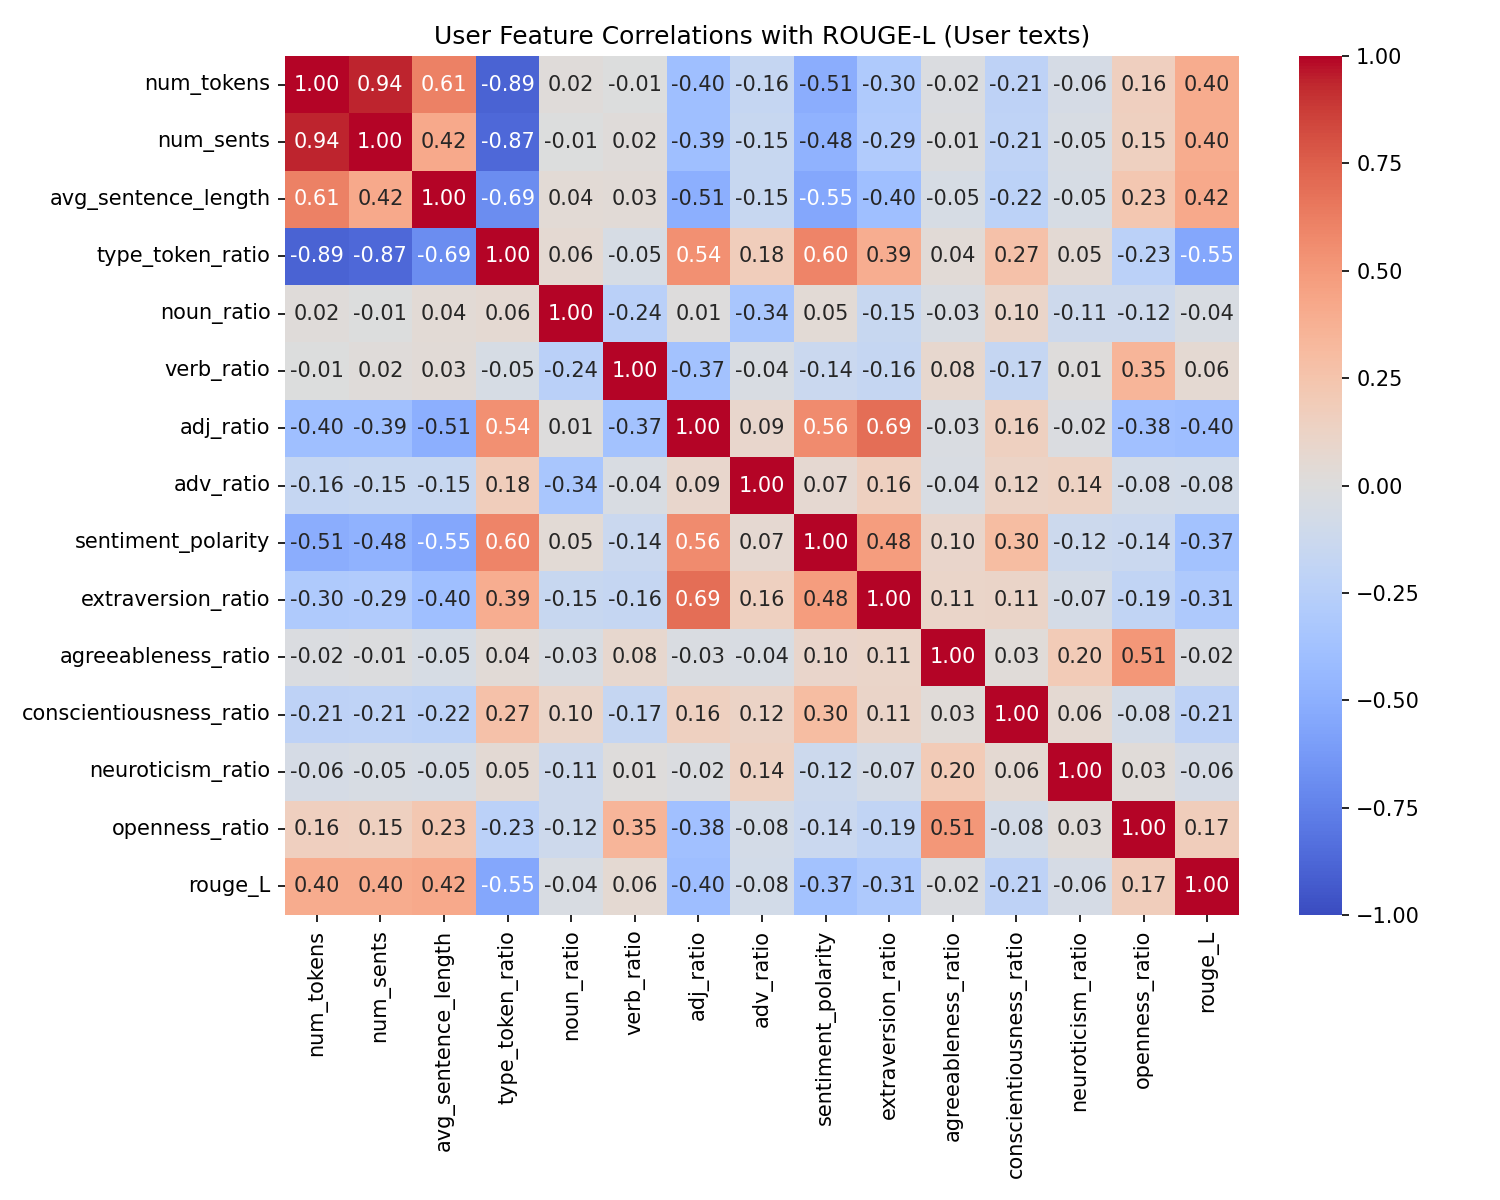 User Feature Correlations with ROUGE-L (User texts)
num_tokens 1.00 0.94 0.61 -0.89 0.02 -0.01 -0.40 -0.16 -0.51 -0.30 -0.02 -0.21 -0.06 0.16 0.40
num_sents 0.94 1.00 0.42 -0.87 -0.01 0.02 -0.39 -0.15 -0.48 -0.29 -0.01 -0.21 -0.05 0.15 0.40
avg_sentence_length 0.61 0.42 1.00 -0.69 0.04 0.03 -0.51 -0.15 -0.55 -0.40 -0.05 -0.22 -0.05 0.23 0.42
type_token_ratio -0.89 -0.87 -0.69 1.00 0.06 -0.05 0.54 0.18 0.60 0.39 0.04 0.27 0.05 -0.23 -0.55
noun_ratio 0.02 -0.01 0.04 0.06 1.00 -0.24 0.01 -0.34 0.05 -0.15 -0.03 0.10 -0.11 -0.12 -0.04
verb_ratio -0.01 0.02 0.03 -0.05 -0.24 1.00 -0.37 -0.04 -0.14 -0.16 0.08 -0.17 0.01 0.35 0.06
adj_ratio -0.40 -0.39 -0.51 0.54 0.01 -0.37 1.00 0.09 0.56 0.69 -0.03 0.16 -0.02 -0.38 -0.40
adv_ratio -0.16 -0.15 -0.15 0.18 -0.34 -0.04 0.09 1.00 0.07 0.16 -0.04 0.12 0.14 -0.08 -0.08
sentiment_polarity -0.51 -0.48 -0.55 0.60 0.05 -0.14 0.56 0.07 1.00 0.48 0.10 0.30 -0.12 -0.14 -0.37
extraversion_ratio -0.30 -0.29 -0.40 0.39 -0.15 -0.16 0.69 0.16 0.48 1.00 0.11 0.11 -0.07 -0.19 -0.31
agreeableness_ratio -0.02 -0.01 -0.05 0.04 -0.03 0.08 -0.03 -0.04 0.10 0.11 1.00 0.03 0.20 0.51 -0.02
conscientiousness_ratio -0.21 -0.21 -0.22 0.27 0.10 -0.17 0.16 0.12 0.30 0.11 0.03 1.00 0.06 -0.08 -0.21
neuroticism_ratio -0.06 -0.05 -0.05 0.05 -0.11 0.01 -0.02 0.14 -0.12 -0.07 0.20 0.06 1.00 0.03 -0.06
openness_ratio 0.16 0.15 0.23 -0.23 -0.12 0.35 -0.38 -0.08 -0.14 -0.19 0.51 -0.08 0.03 1.00 0.17
rouge_L 0.40 0.40 0.42 -0.55 -0.04 0.06 -0.40 -0.08 -0.37 -0.31 -0.02 -0.21 -0.06 0.17 1.00
num_tokens
num_sents
avg_sentence_length
type_token_ratio
noun_ratio
verb_ratio
adj_ratio
adv_ratio
sentiment_polarity
extraversion_ratio
agreeableness_ratio
conscientiousness_ratio
neuroticism_ratio
openness_ratio
rouge_L
1.00
0.75
0.50
0.25
0.00
−0.25
−0.50
−0.75
−1.00